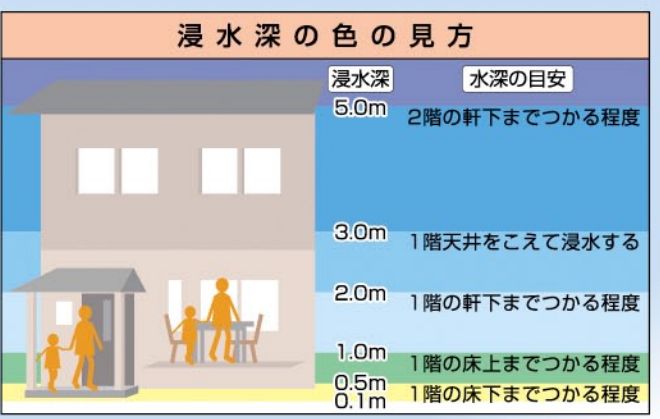 浸水深の色の見方
浸水深 水深の目安
5.0m 2階の軒下までつかる程度
3.0m 1階天井をこえて浸水する
2.0m 1階の軒下までつかる程度
1.0m 1階の床上までつかる程度
0.5m 1階の床下までつかる程度
0.1m